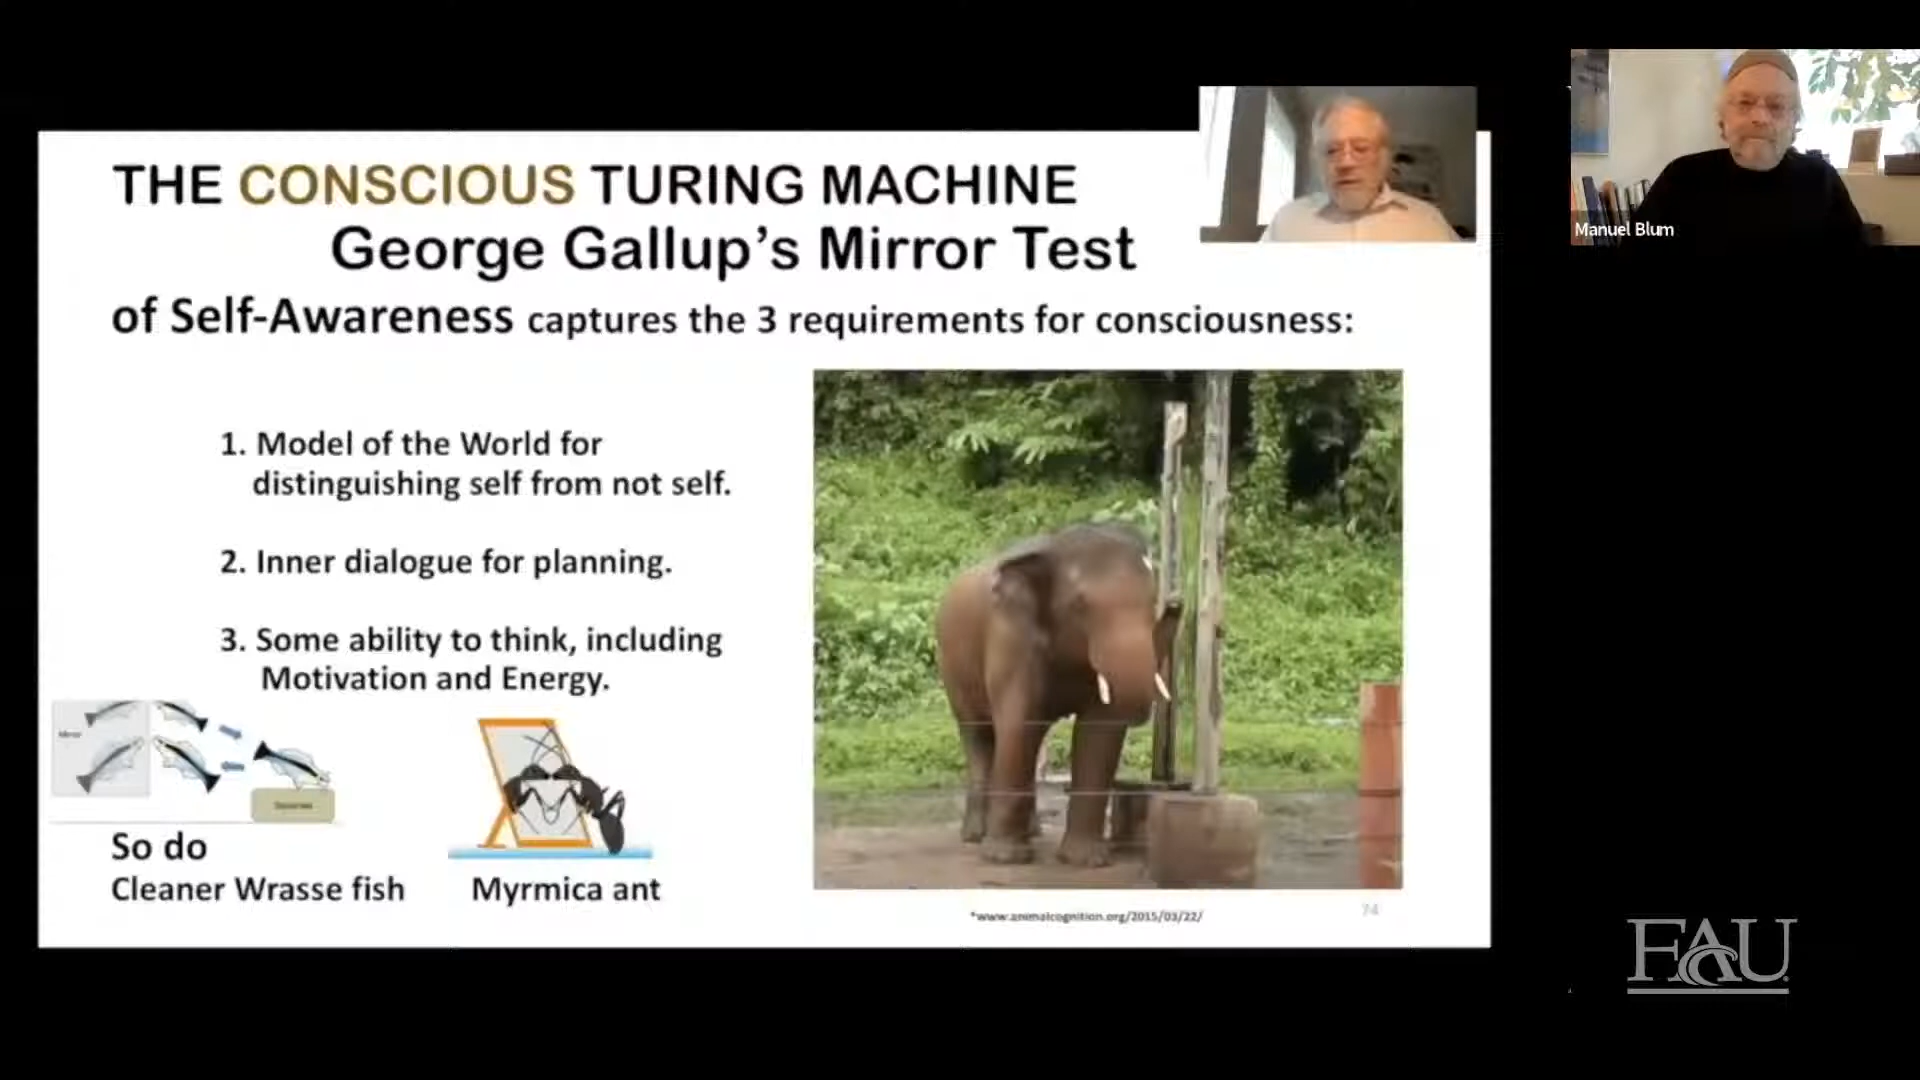 THE CONSCIOUS TURING MACHINE
George Gallup's Mirror Test
of Self-Awareness captures the 3 requirements for consciousness:
1. Model of the World for
distinguishing self from not self.
2. Inner dialogue for planning.
3. Some ability to think, including
Motivation and Energy.
Mirror
So do
Cleaner Wrasse fish
Myrmica ant
*www.animalcognition.org/2015/03/22/
74
Manuel Blum
FAU